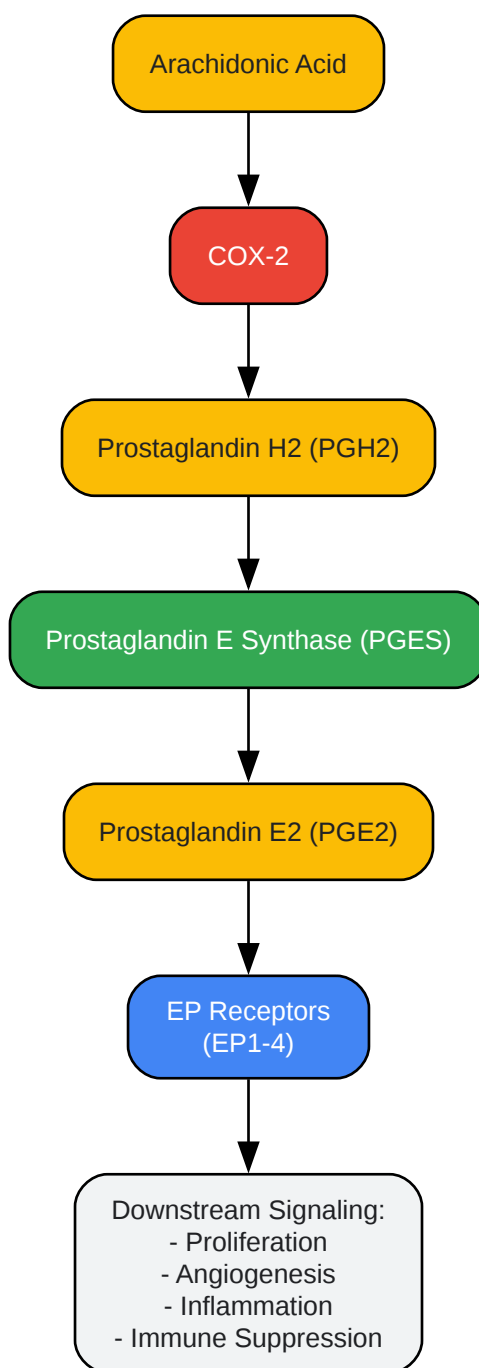 Arachidonic Acid
COX-2
Prostaglandin H2 (PGH2)
Prostaglandin E Synthase (PGES)
Prostaglandin E2 (PGE2)
EP Receptors
(EP1-4)
Downstream Signaling:
- Proliferation
- Angiogenesis
- Inflammation
- Immune Suppression